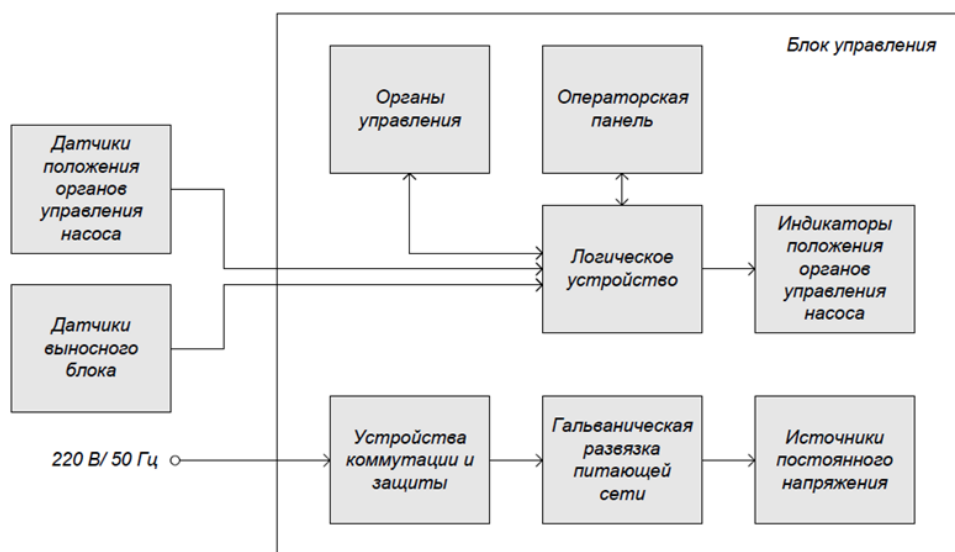 Блок управления
Органы
управления
Операторская
панель
Датчики
положения
органов
управления
насоса
Логическое
устройство
Индикаторы
положения
органов
управления
насоса
Датчики
выносного
блока
220 В/ 50 Гц
Устройства
коммутации и
защиты
Гальваническая
развязка
питающей
сети
Источники
постоянного
напряжения